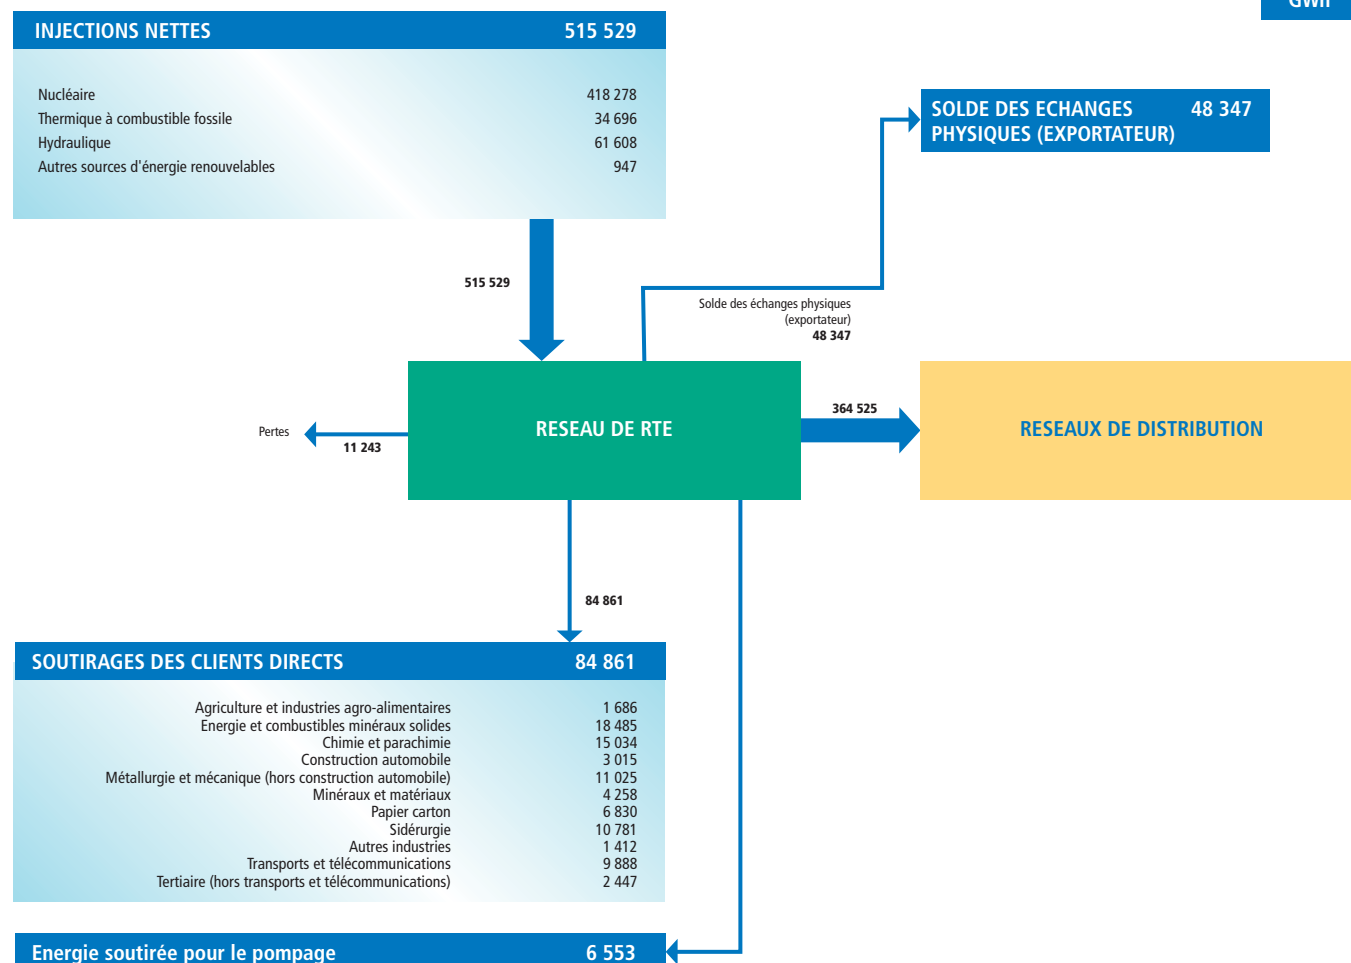 GWh
INJECTIONS NETTES 515 529
Nucléaire 418 278
Thermique à combustible fossile 34 696
Hydraulique 61 608
Autres sources d'énergie renouvelables 947
SOLDE DES ECHANGES 48 347
PHYSIQUES (EXPORTATEUR)
515 529
Solde des échanges physiques
(exportateur)
48 347
RESEAU DE RTE
364 525
RESEAUX DE DISTRIBUTION
Pertes
11 243
84 861
SOUTIRAGES DES CLIENTS DIRECTS 84 861
Agriculture et industries agro-alimentaires 1 686
Energie et combustibles minéraux solides 18 485
Chimie et parachimie 15 034
Construction automobile 3 015
Métallurgie et mécanique (hors construction automobile) 11 025
Minéraux et matériaux 4 258
Papier carton 6 830
Sidérurgie 10 781
Autres industries 1 412
Transports et télécommunications 9 888
Tertiaire (hors transports et télécommunications) 2 447
Energie soutirée pour le pompage 6 553